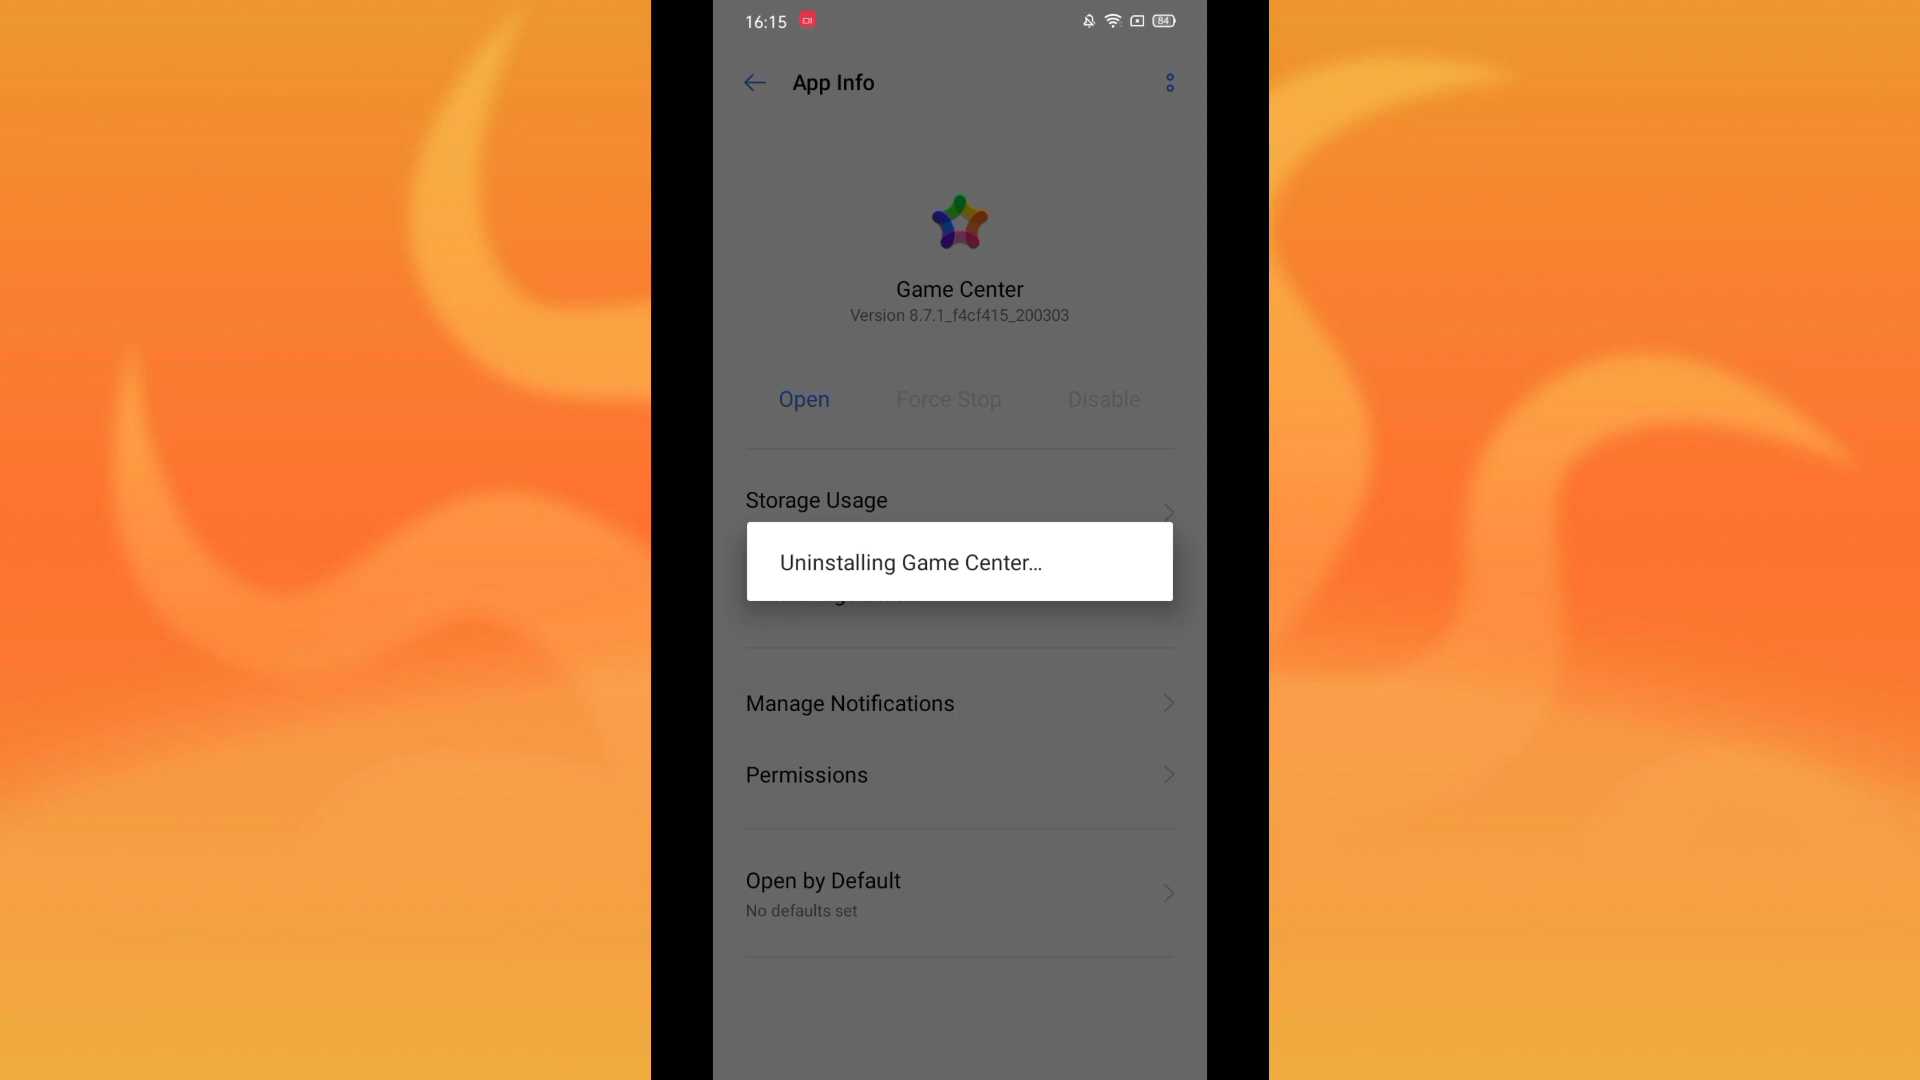 16:15
84
App Info
Game Center
Version 8.7.1_f4cf415_200303
Open
Force Stop
Disable
Storage Usage
Uninstalling Game Center...
Manage Notifications
Permissions
Open by Default
No defaults set